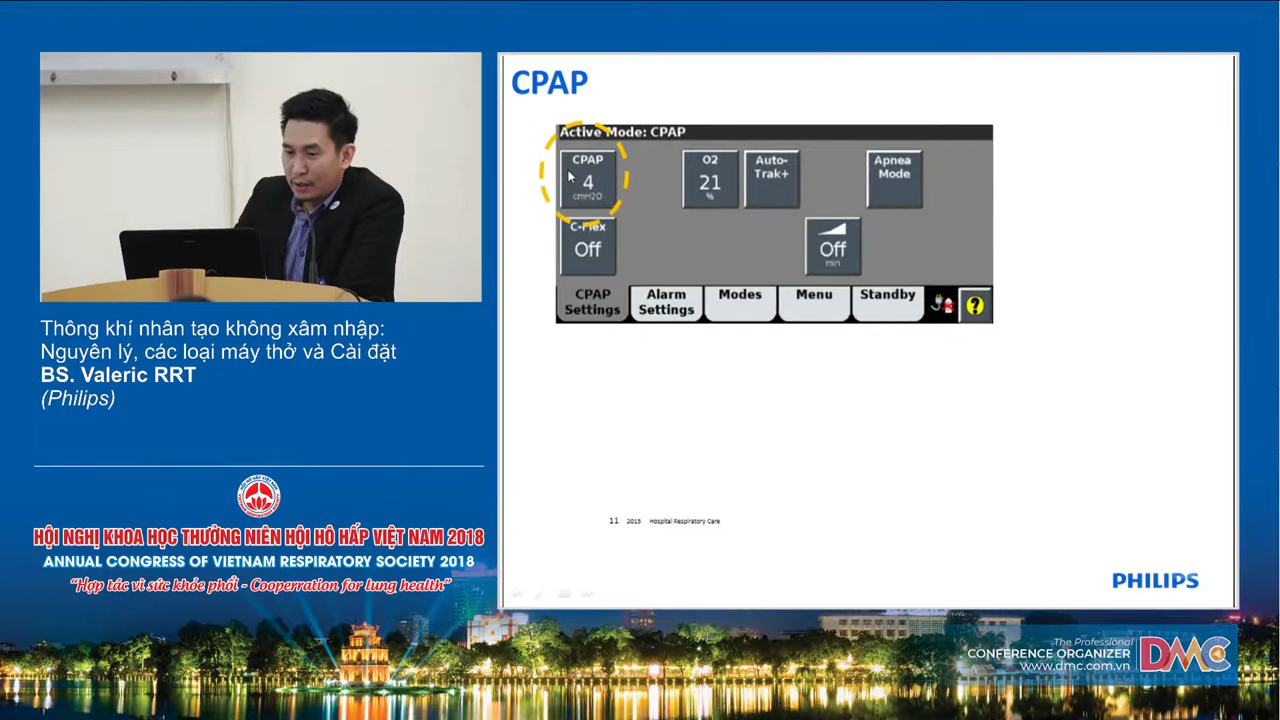 CPAP
Active Mode: CPAP
CPAP
4
cmH2O
O2
21
%
Auto-
Trak+
Apnea
Mode
C-Flex
Off
Off
min
CPAP
Settings
Alarm
Settings
Modes
Menu
Standby
?
11 2015 Hospital Respiratory Care
PHILIPS
Thông khí nhân tạo không xâm nhập:
Nguyên lý, các loại máy thở và Cài đặt
BS. Valeric RRT
(Philips)
HỘI NGHỊ KHOA HỌC THƯỜNG NIÊN HỘI HÔ HẤP VIỆT NAM 2018
ANNUAL CONGRESS OF VIETNAM RESPIRATORY SOCIETY 2018
“Hợp tác vì sức khỏe phổi - Cooperration for lung health”
The Professional
CONFERENCE ORGANIZER
www.dmc.com.vn
DMC